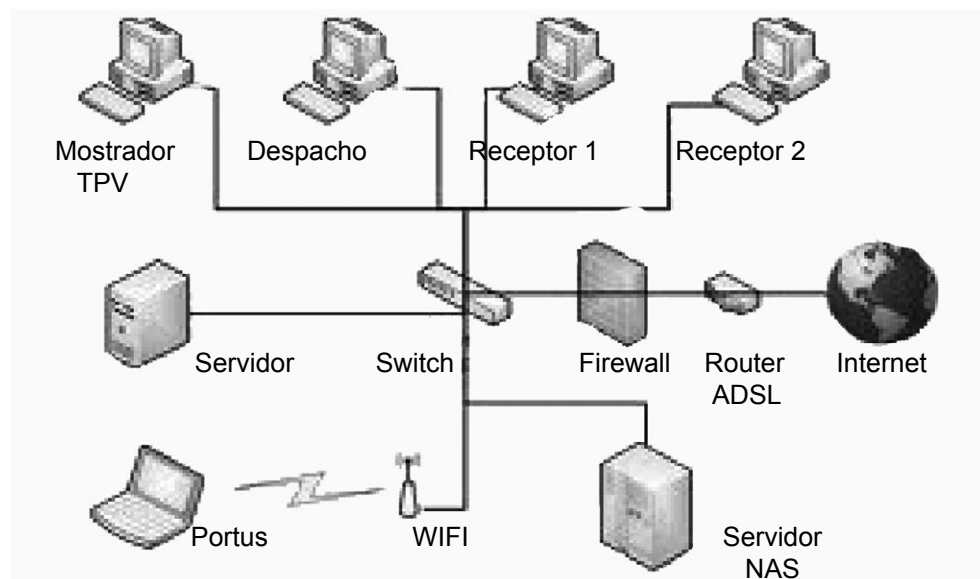 Mostrador
TPV
Despacho
Receptor 1
Receptor 2
Servidor
Switch
Firewall
Router
ADSL
Internet
Portus
WIFI
Servidor
NAS